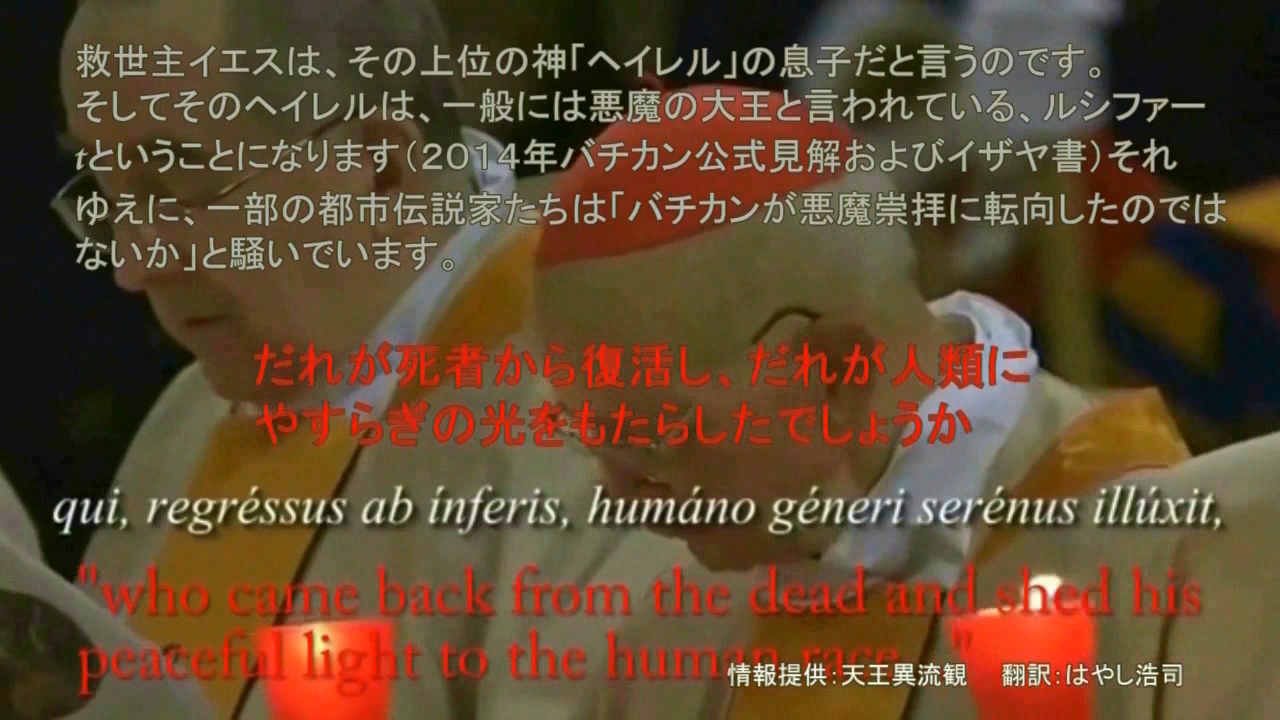 救世主イエスは、その上位の神「ヘイレル」の息子だと言うのです。
そしてそのヘイレルは、一般には悪魔の大王と言われている、ルシファー
tということになります（２０１４年バチカン公式見解およびイザヤ書）それ
ゆえに、一部の都市伝説家たちは「バチカンが悪魔崇拝に転向したのでは
ないか」と騒いでいます。
だれが死者から復活し、だれが人類に
やすらぎの光をもたらしたでしょうか
qui, regréssus ab ínferis, humáno géneri serénus illúxit,
"who came back from the dead and shed his
peaceful light to the human race "
情報提供：天王異流観　翻訳：はやし浩司